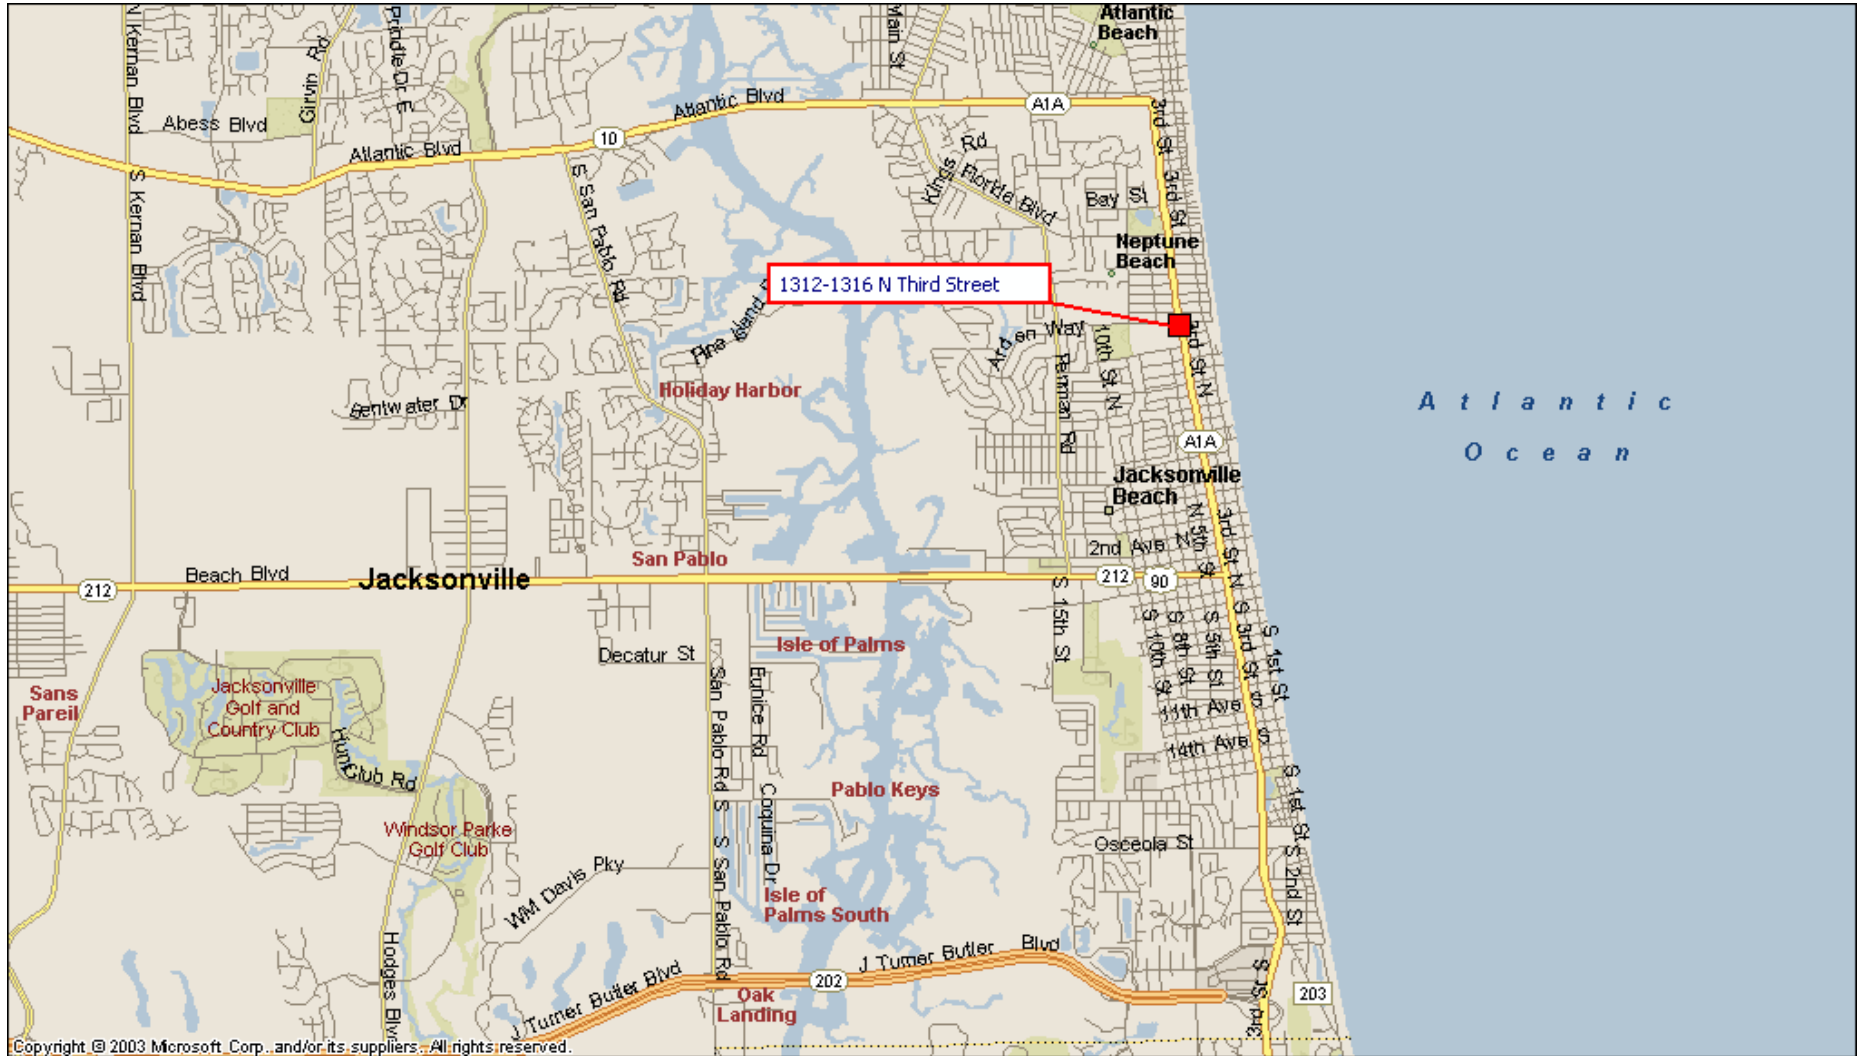 Atlantic
Beach
N Kernan Blvd
Prindle Dr E
Main St
Garvin Rd
Abess Blvd
Atlantic Blvd
A1A
3rd St
10
Atlantic Blvd
S Kernan Blvd
S San Pablo Rd
Kings Rd
Florida Blvd
Bay St
3rd St
Neptune
Beach
1312-1316 N Third Street
Pine Island
Arden Way
10th St N
3rd St N
Penman Rd
Holiday Harbor
Bentwater Dr
A t l a n t i c
O c e a n
A1A
Jacksonville
Beach
N 5th St
3rd St N
2nd Ave N
San Pablo
Beach Blvd
212
Jacksonville
212
90
S 15th St
S 10th St
S 8th St
S 5th St
S 3rd St S
S 1st St
Isle of Palms
Decatur St
Sans
Pareil
Jacksonville
Golf and
Country Club
San Pablo Rd S
Eunice Rd
11th Ave S
14th Ave S
Hunt Club Rd
Pablo Keys
Coquina Dr
S 1st St
Windsor Parke
Golf Club
Osceola St
S San Pablo Rd
WM Davis Pky
S 2nd St
Isle of
Palms South
Hodges Blvd
J Turner Butler Blvd
J Turner Butler Blvd
202
Oak
Landing
203
3rd St S
Copyright © 2003 Microsoft Corp. and/or its suppliers. All rights reserved.